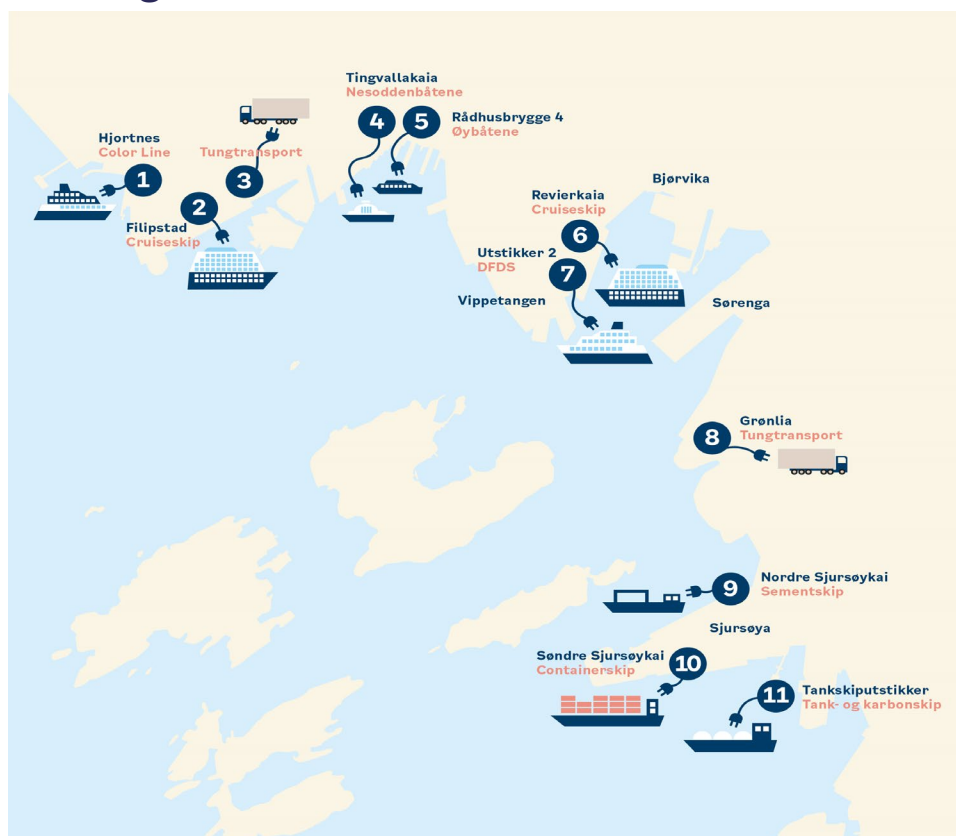 Tingvallakaia
Nesoddenbåtene
4
5
Rådhusbrygge 4
Øybåtene
Hjortnes
Color Line
1
Tungtransport
3
2
Filipstad
Cruiseskip
Bjørvika
Revierkaia
Cruiseskip
6
Utstikker 2
DFDS
7
Vippetangen
Sørenga
8
Grønlia
Tungtransport
9
Nordre Sjursøykai
Sementskip
Sjursøya
Søndre Sjursøykai
Containerskip
10
11
Tankskiputstikker
Tank- og karbonskip